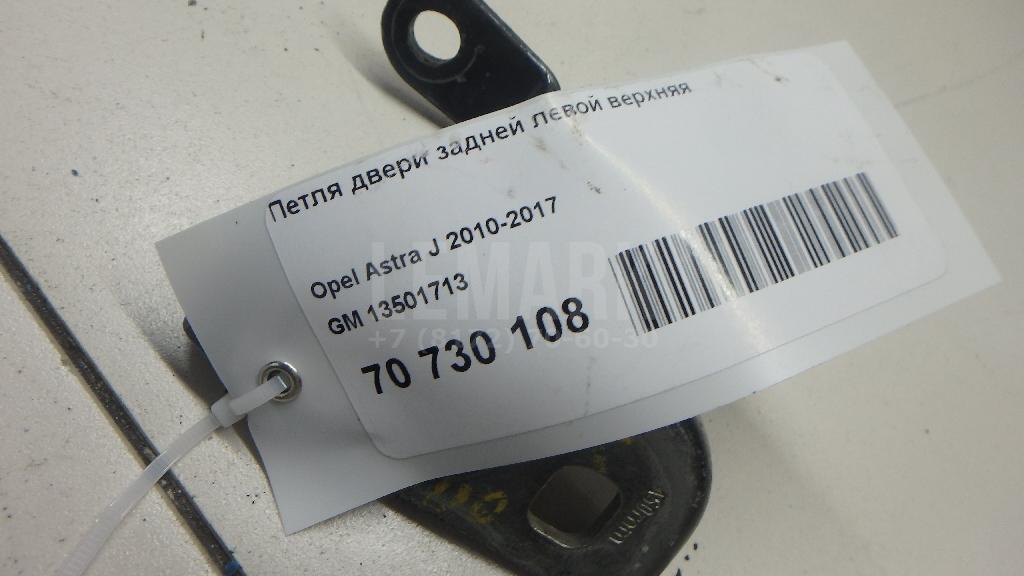 Петля двери задней левой верхняя
Opel Astra J 2010-2017
GM 13501713
70 730 108